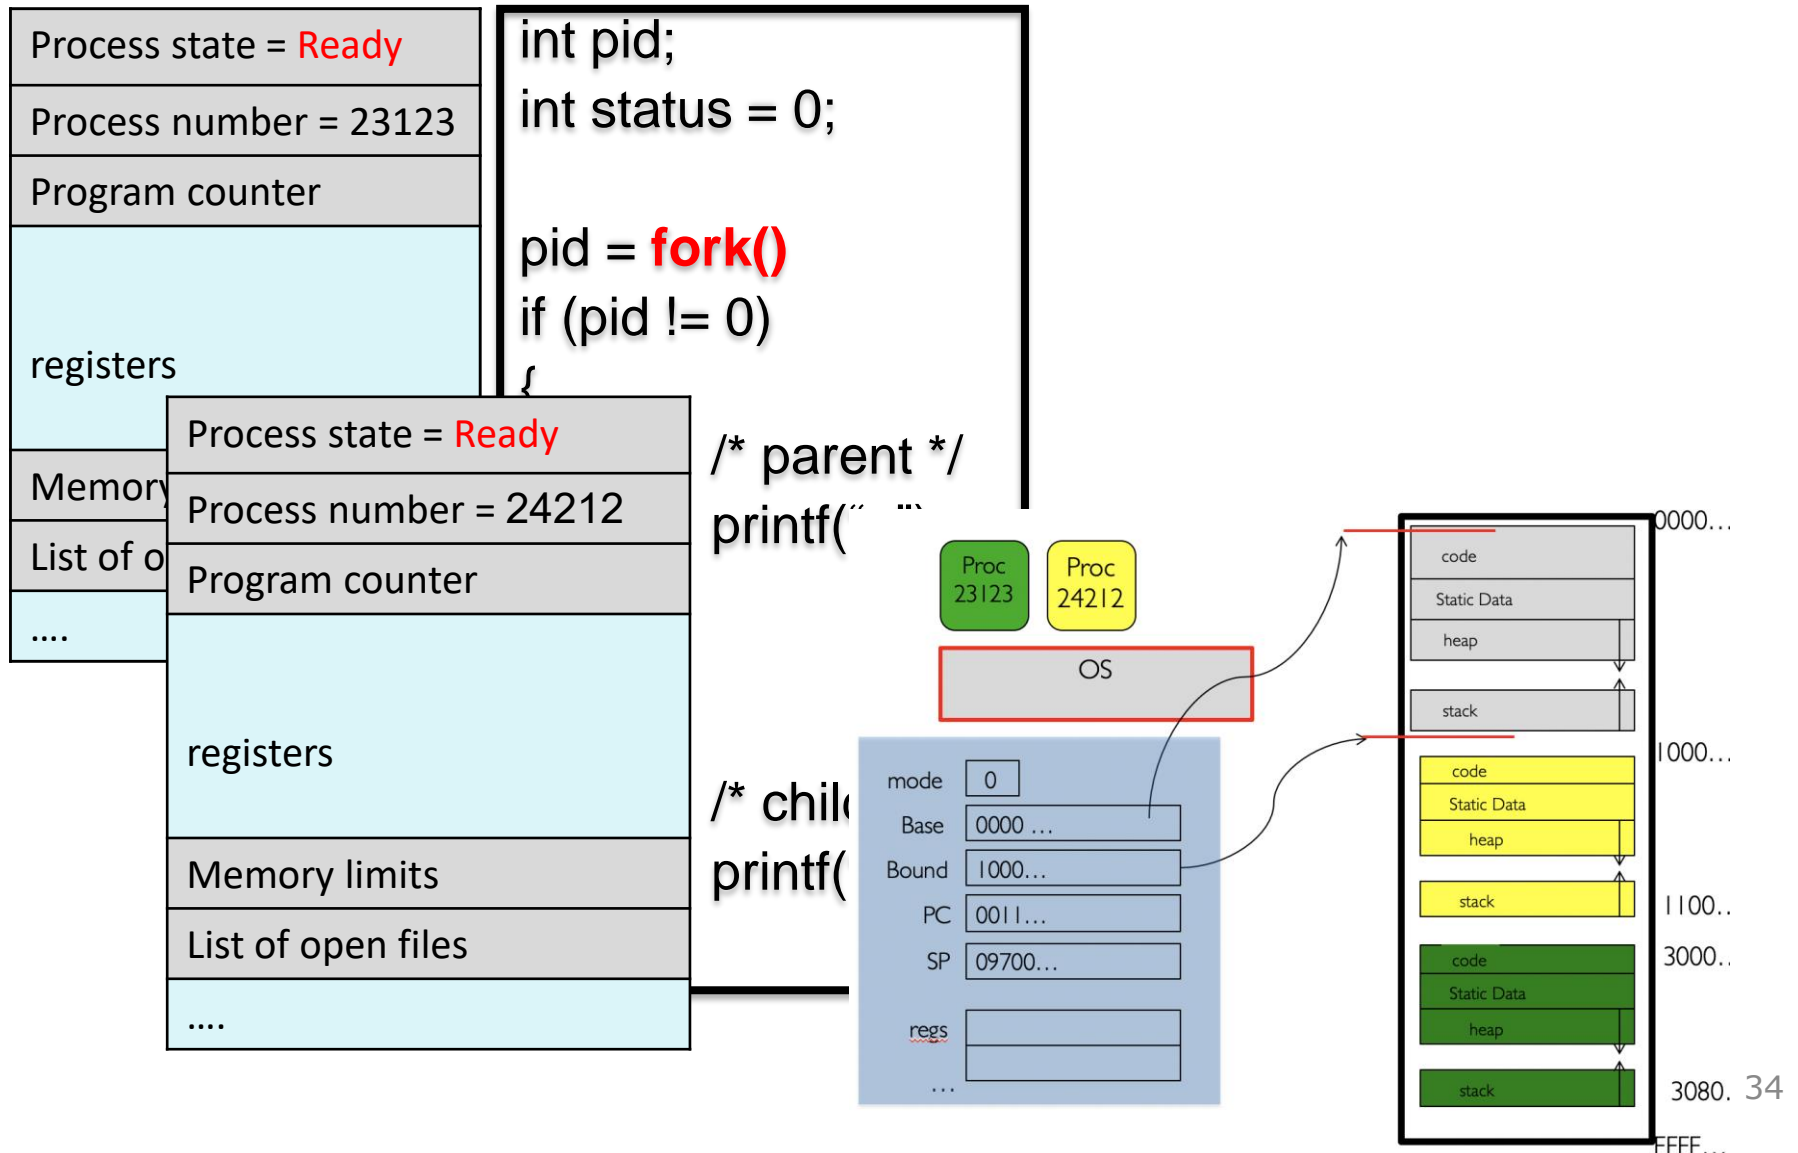 Process state = Ready
Process number = 23123
Program counter
registers
Memory
List of o
....
Process state = Ready
Process number = 24212
Program counter
registers
Memory limits
List of open files
....
int pid;
int status = 0;
pid = fork()
if (pid != 0)
{
/* parent */
printf(
/* chil
printf(
Proc
23123
Proc
24212
OS
mode 0
Base 0000 ...
Bound 1000...
PC 0011...
SP 09700...
regs
...
0000...
code
Static Data
heap
stack
1000...
code
Static Data
heap
stack
1100..
3000..
code
Static Data
heap
stack
3080.
FFFF...
34